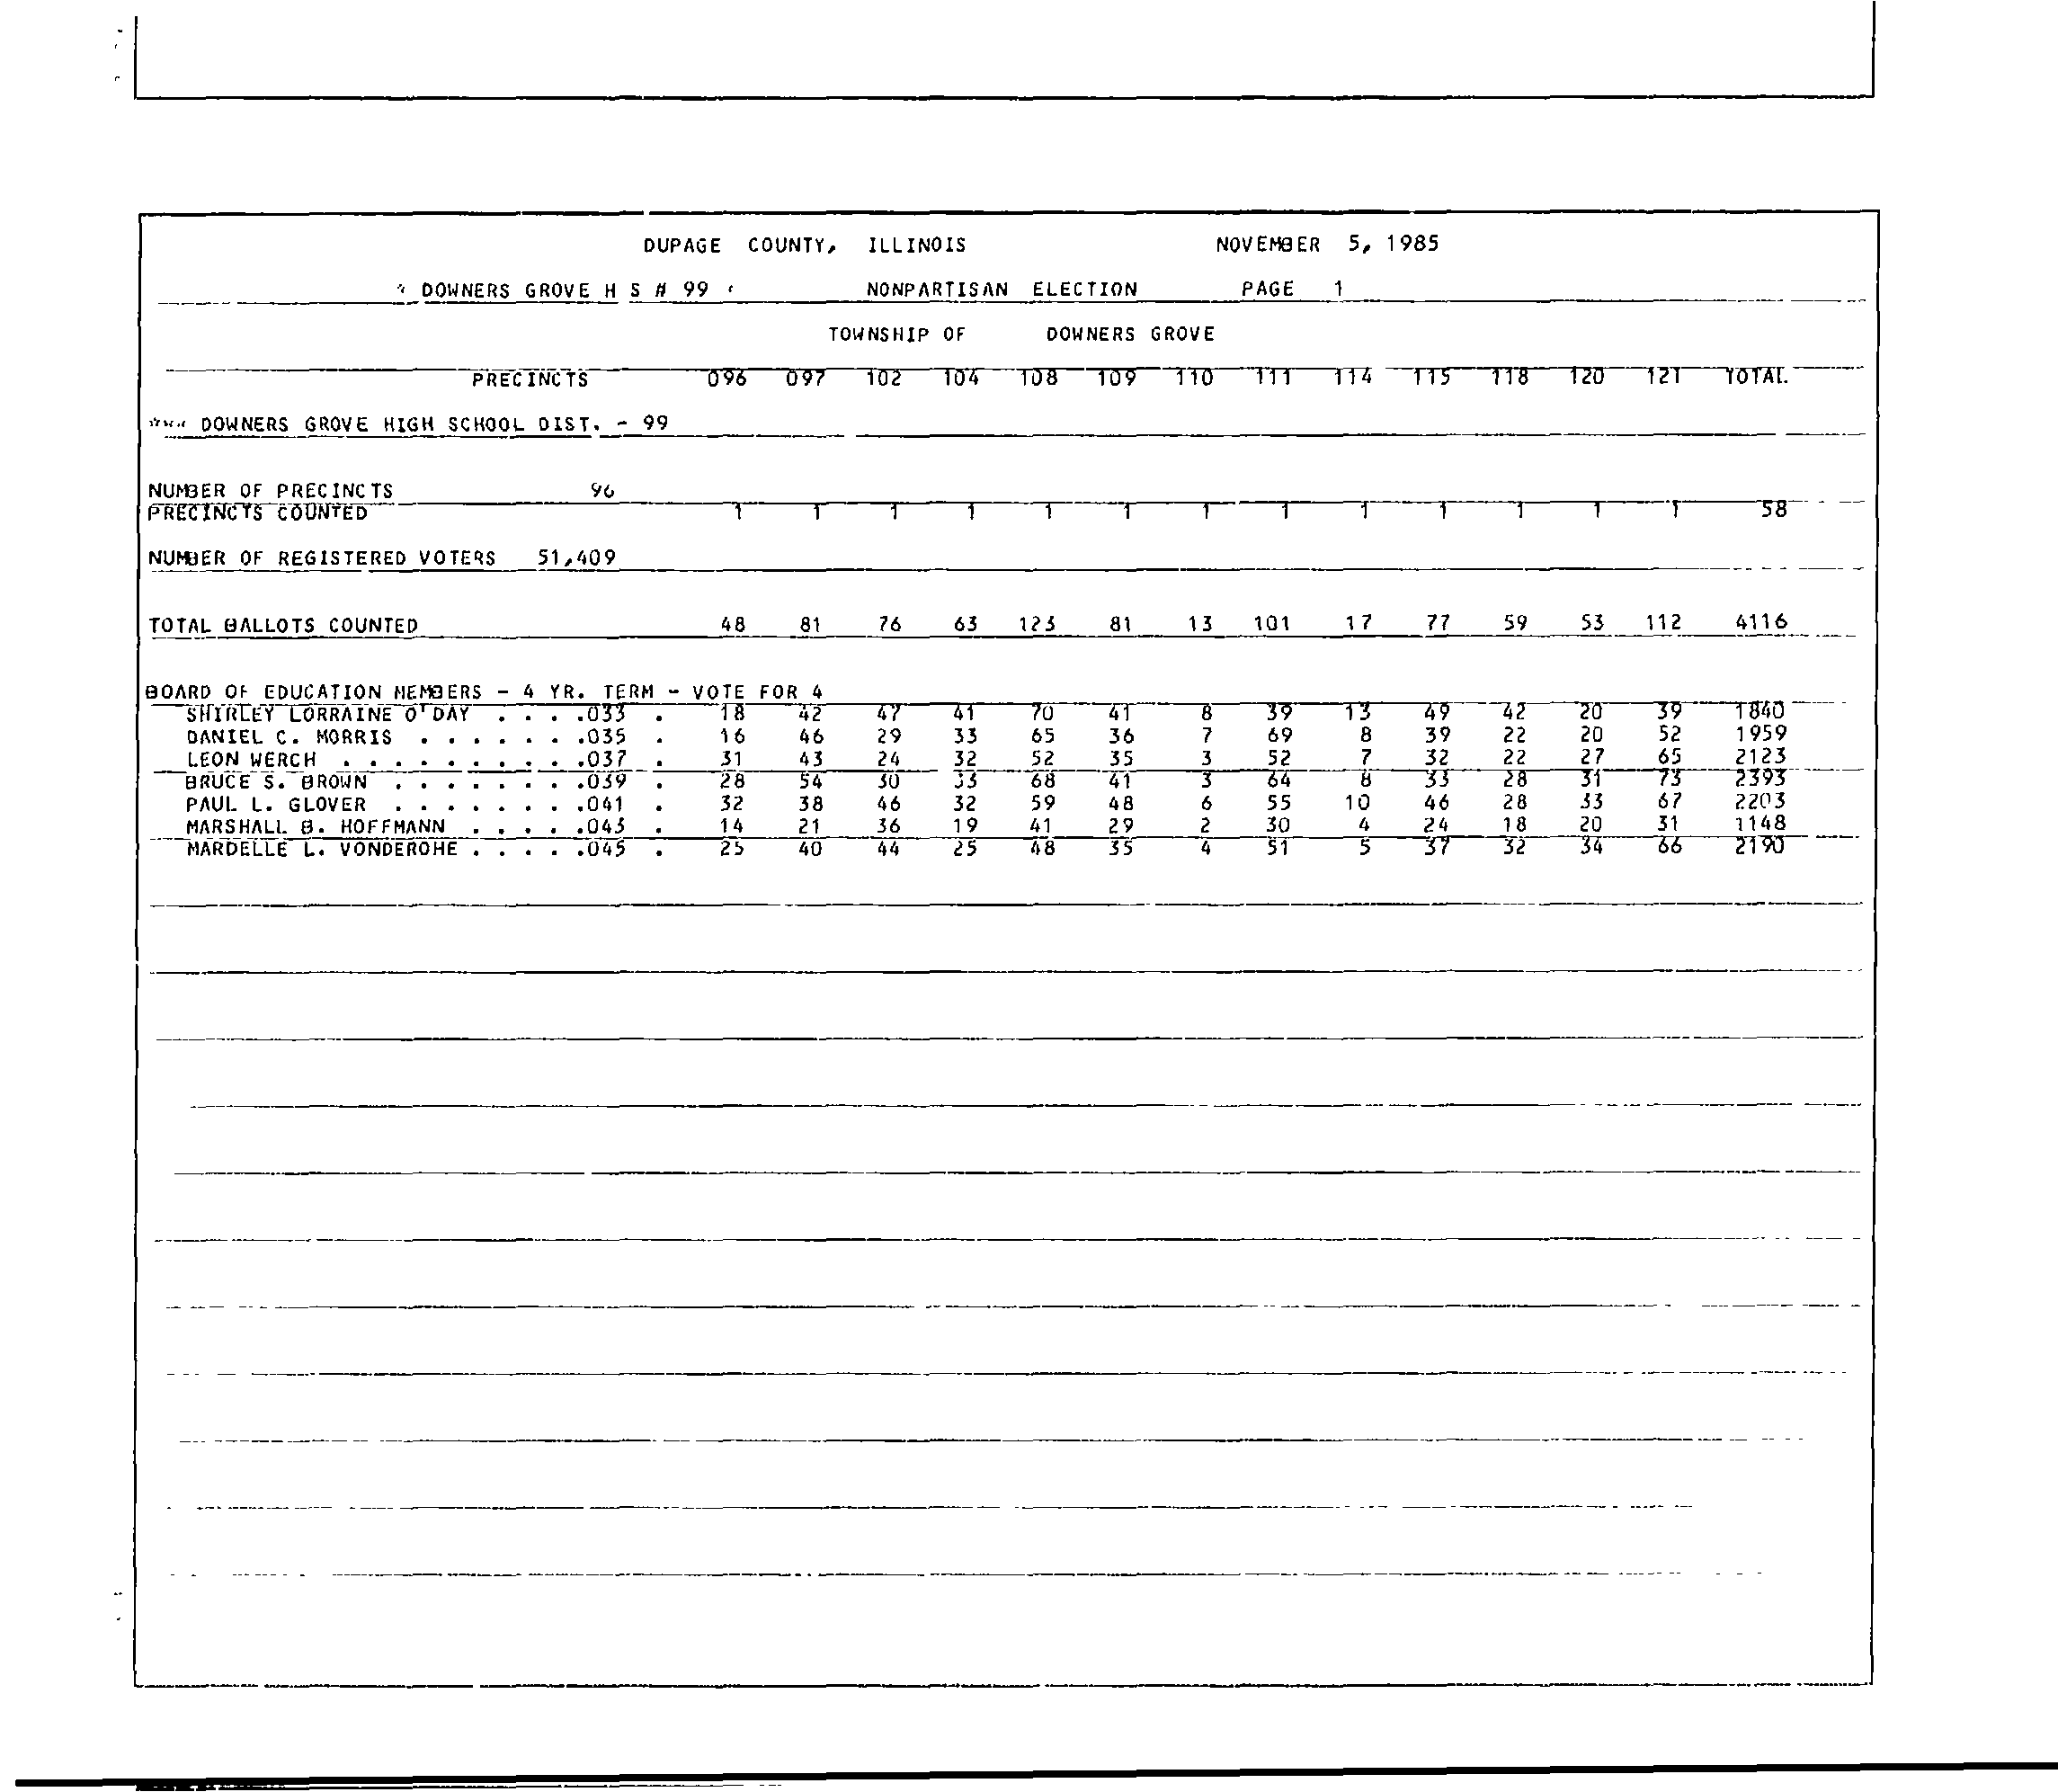 DUPAGE COUNTY, ILLINOIS NOVEMBER 5, 1985
* DOWNERS GROVE H S # 99 * NONPARTISAN ELECTION PAGE 1
TOWNSHIP OF DOWNERS GROVE
PRECINCTS 096 097 102 104 108 109 110 111 114 115 118 120 121 TOTAL
*** DOWNERS GROVE HIGH SCHOOL DIST. - 99
NUMBER OF PRECINCTS 96
PRECINCTS COUNTED 1 1 1 1 1 1 1 1 1 1 1 1 1 58
NUMBER OF REGISTERED VOTERS 51,409
TOTAL BALLOTS COUNTED 48 81 76 63 123 81 13 101 17 77 59 53 112 4116
BOARD OF EDUCATION MEMBERS - 4 YR. TERM - VOTE FOR 4
SHIRLEY LORRAINE O'DAY . . . .033 . 18 42 47 41 70 41 8 39 13 49 42 20 39 1840
DANIEL C. MORRIS . . . . . . .035 . 16 46 29 33 65 36 7 69 8 39 22 20 52 1959
LEON WERCH . . . . . . . . . .037 . 31 43 24 32 52 35 3 52 7 32 22 27 65 2123
BRUCE S. BROWN . . . . . . . .039 . 28 54 30 33 68 41 3 64 8 33 28 31 73 2393
PAUL L. GLOVER . . . . . . . .041 . 32 38 46 32 59 48 6 55 10 46 28 33 67 2203
MARSHALL B. HOFFMANN . . . . .043 . 14 21 36 19 41 29 2 30 4 24 18 20 31 1148
MARDELLE L. VONDEROHE . . . . .045 . 25 40 44 25 48 35 4 51 5 37 32 34 66 2190